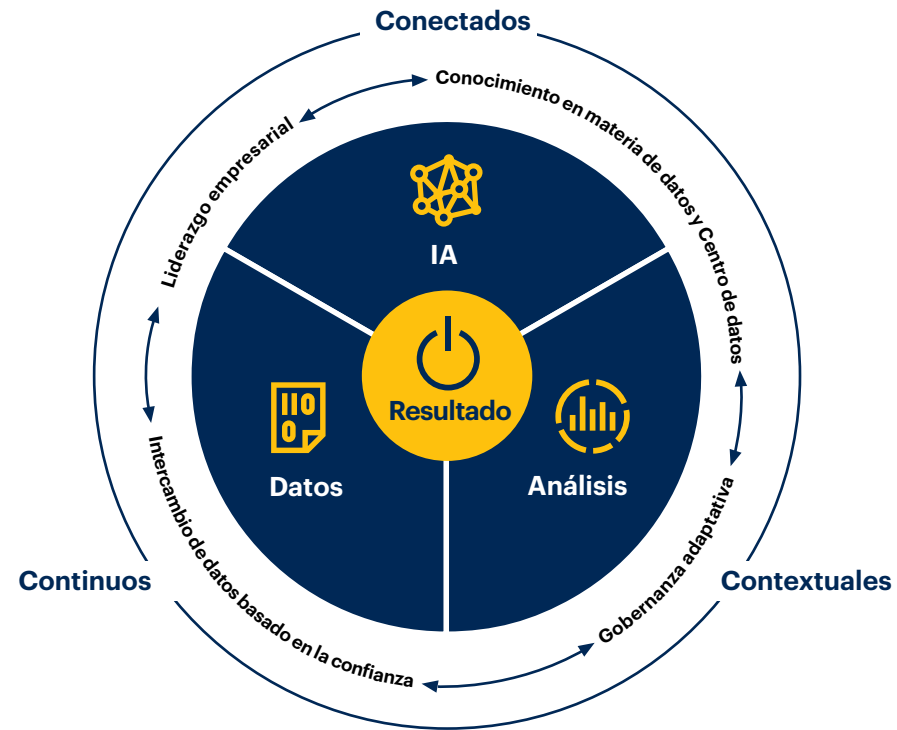 Conectados
Conocimiento en materia de datos y Centro de datos
Liderazgo empresarial
IA
Resultado
Datos
Análisis
Continuos
Contextuales
Intercambio de datos basado en la confianza
Gobernanza adaptativa